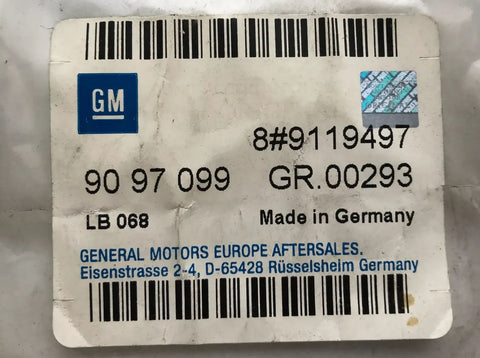 GM
8#9119497
90 97 099 GR.00293
LB 068 Made in Germany
GENERAL MOTORS EUROPE AFTERSALES.
Eisenstrasse 2-4, D-65428 Rüsselsheim Germany